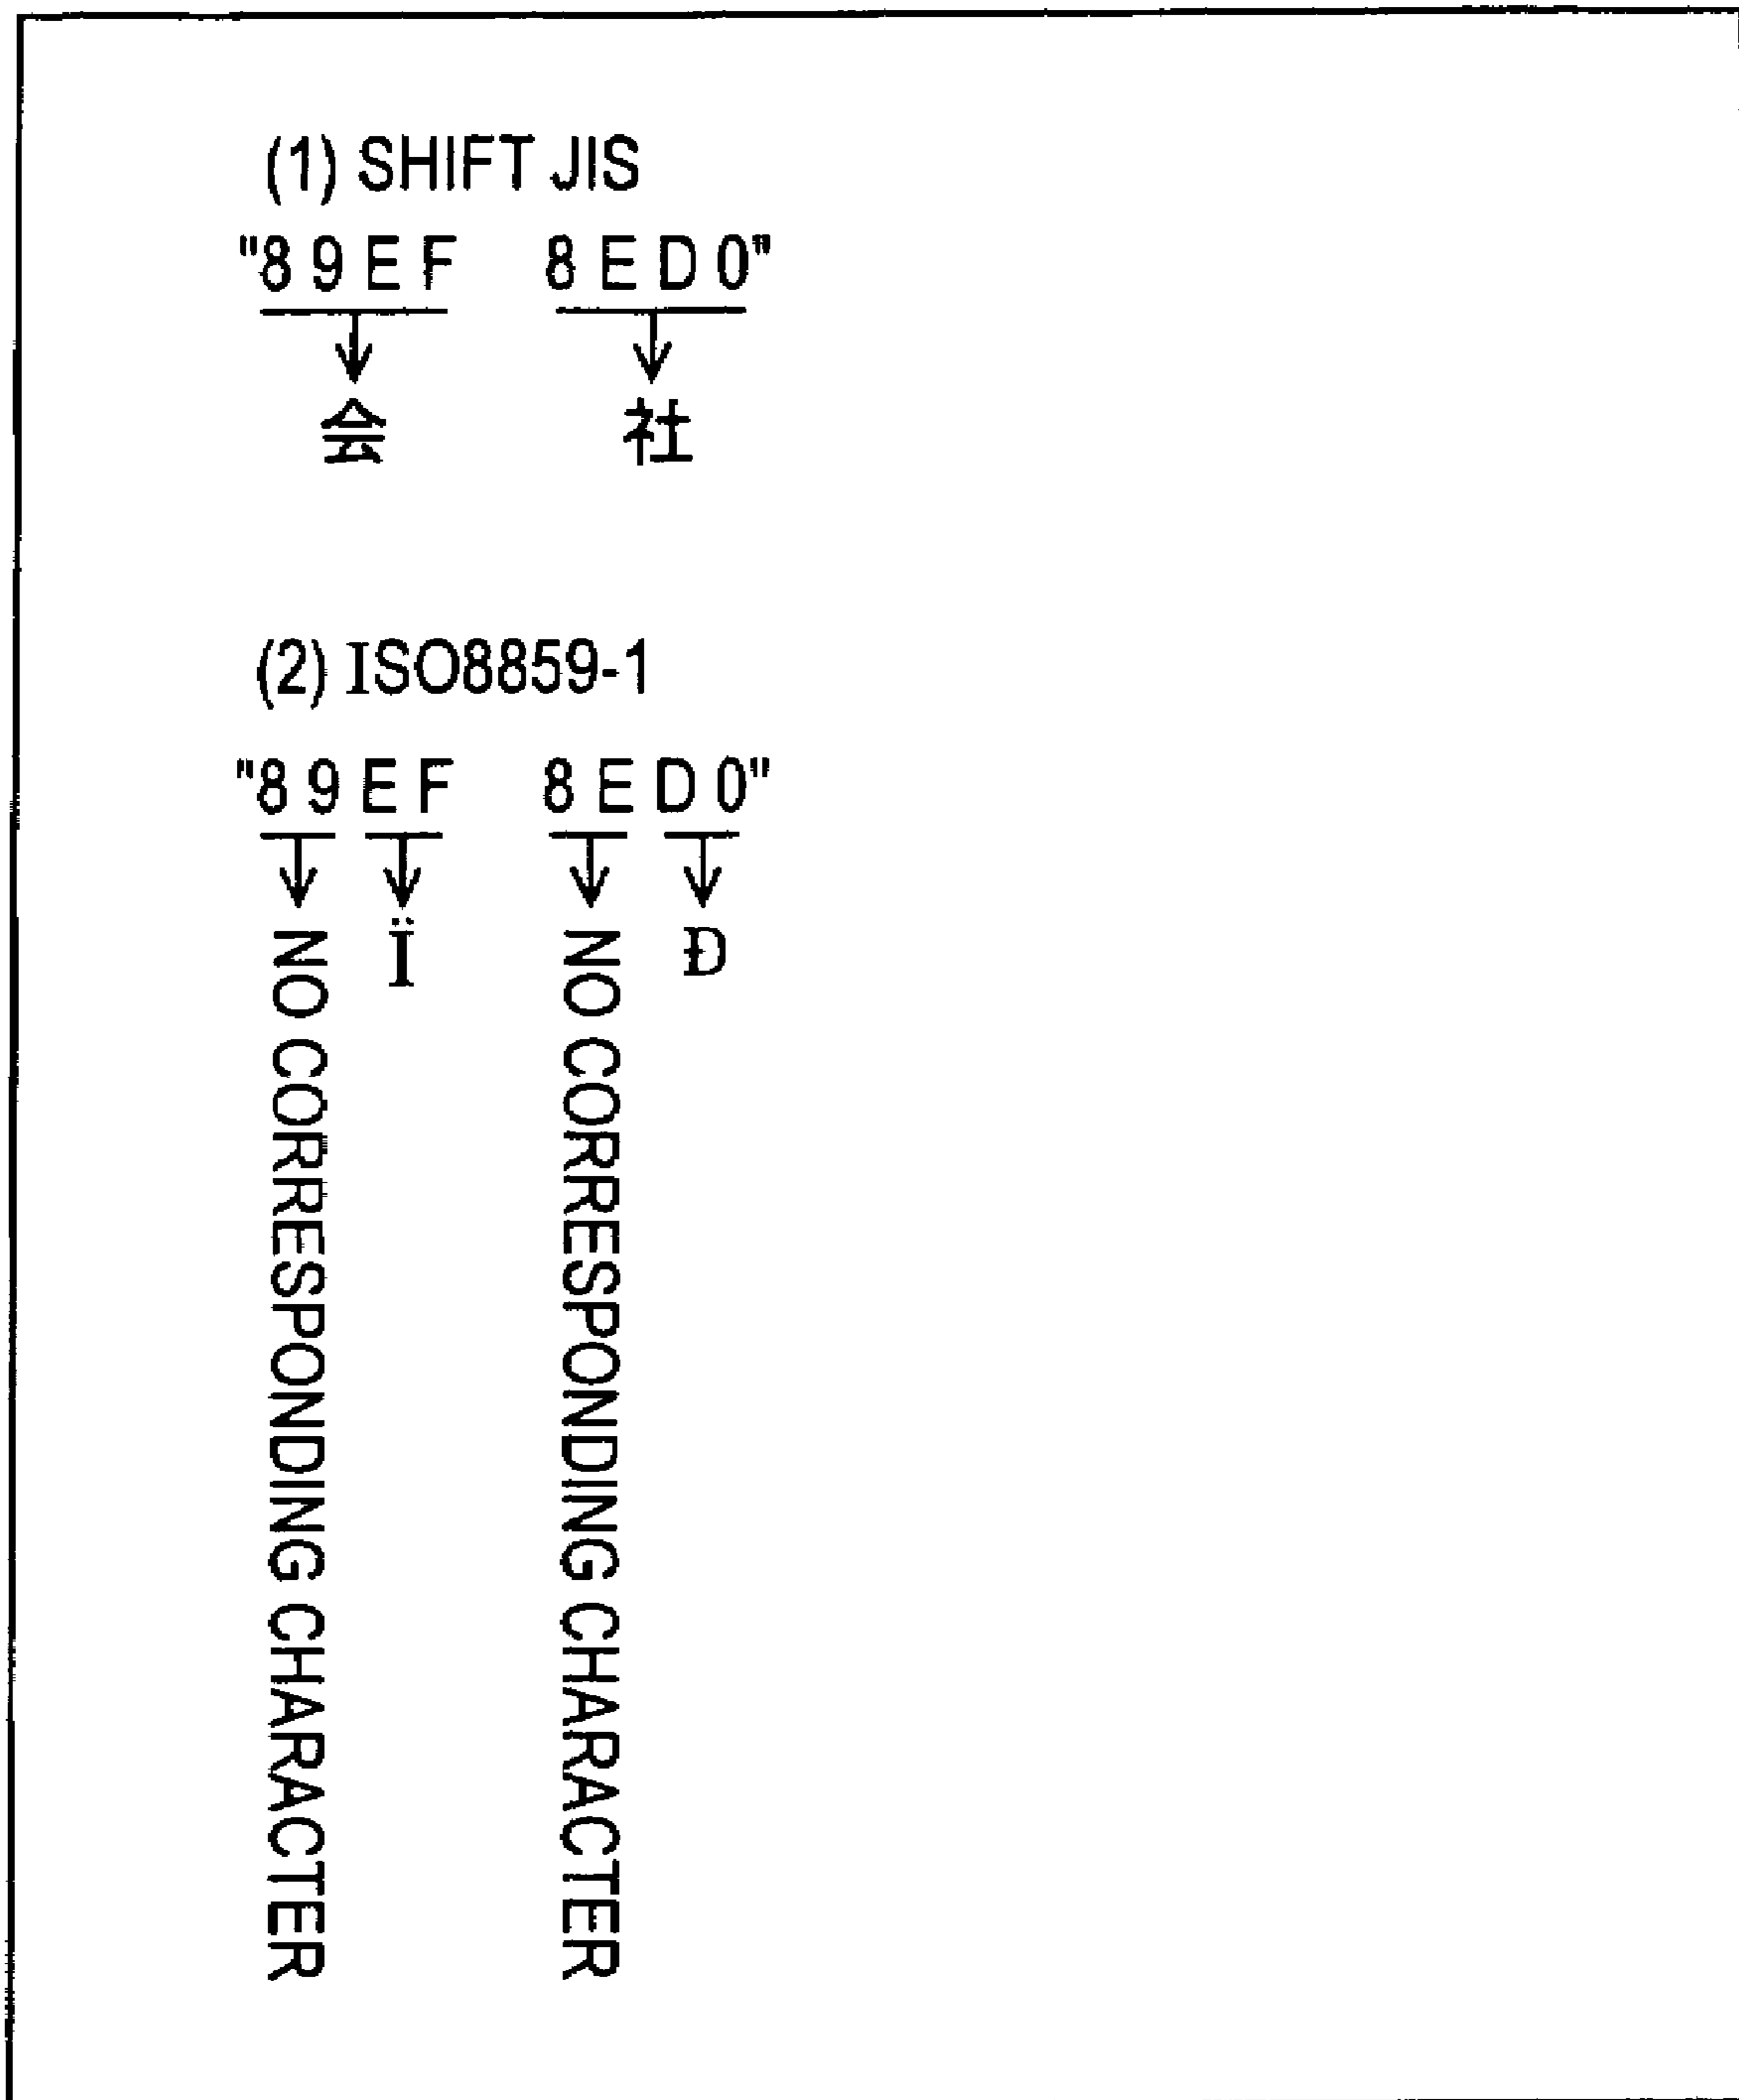 (1) SHIFT JIS
"89EF 8ED0"
会 社
(2) ISO8859-1
"89EF 8ED0"
NO CORRESPONDING CHARACTER
Ï
NO CORRESPONDING CHARACTER
Ð